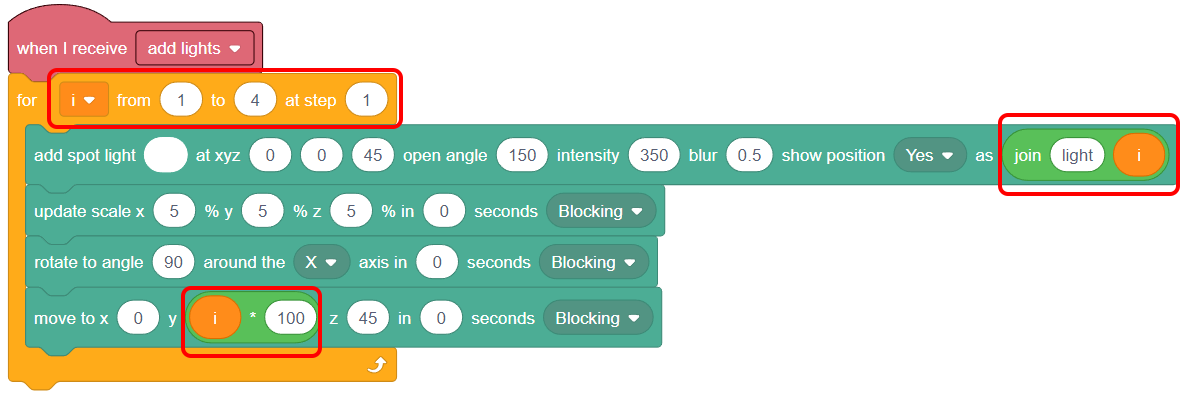 when I receive add lights
for i from 1 to 4 at step 1
add spot light at xyz 0 0 45 open angle 150 intensity 350 blur 0.5 show position Yes as join light i
update scale x 5 % y 5 % z 5 % in 0 seconds Blocking
rotate to angle 90 around the X axis in 0 seconds Blocking
move to x 0 y i * 100 z 45 in 0 seconds Blocking